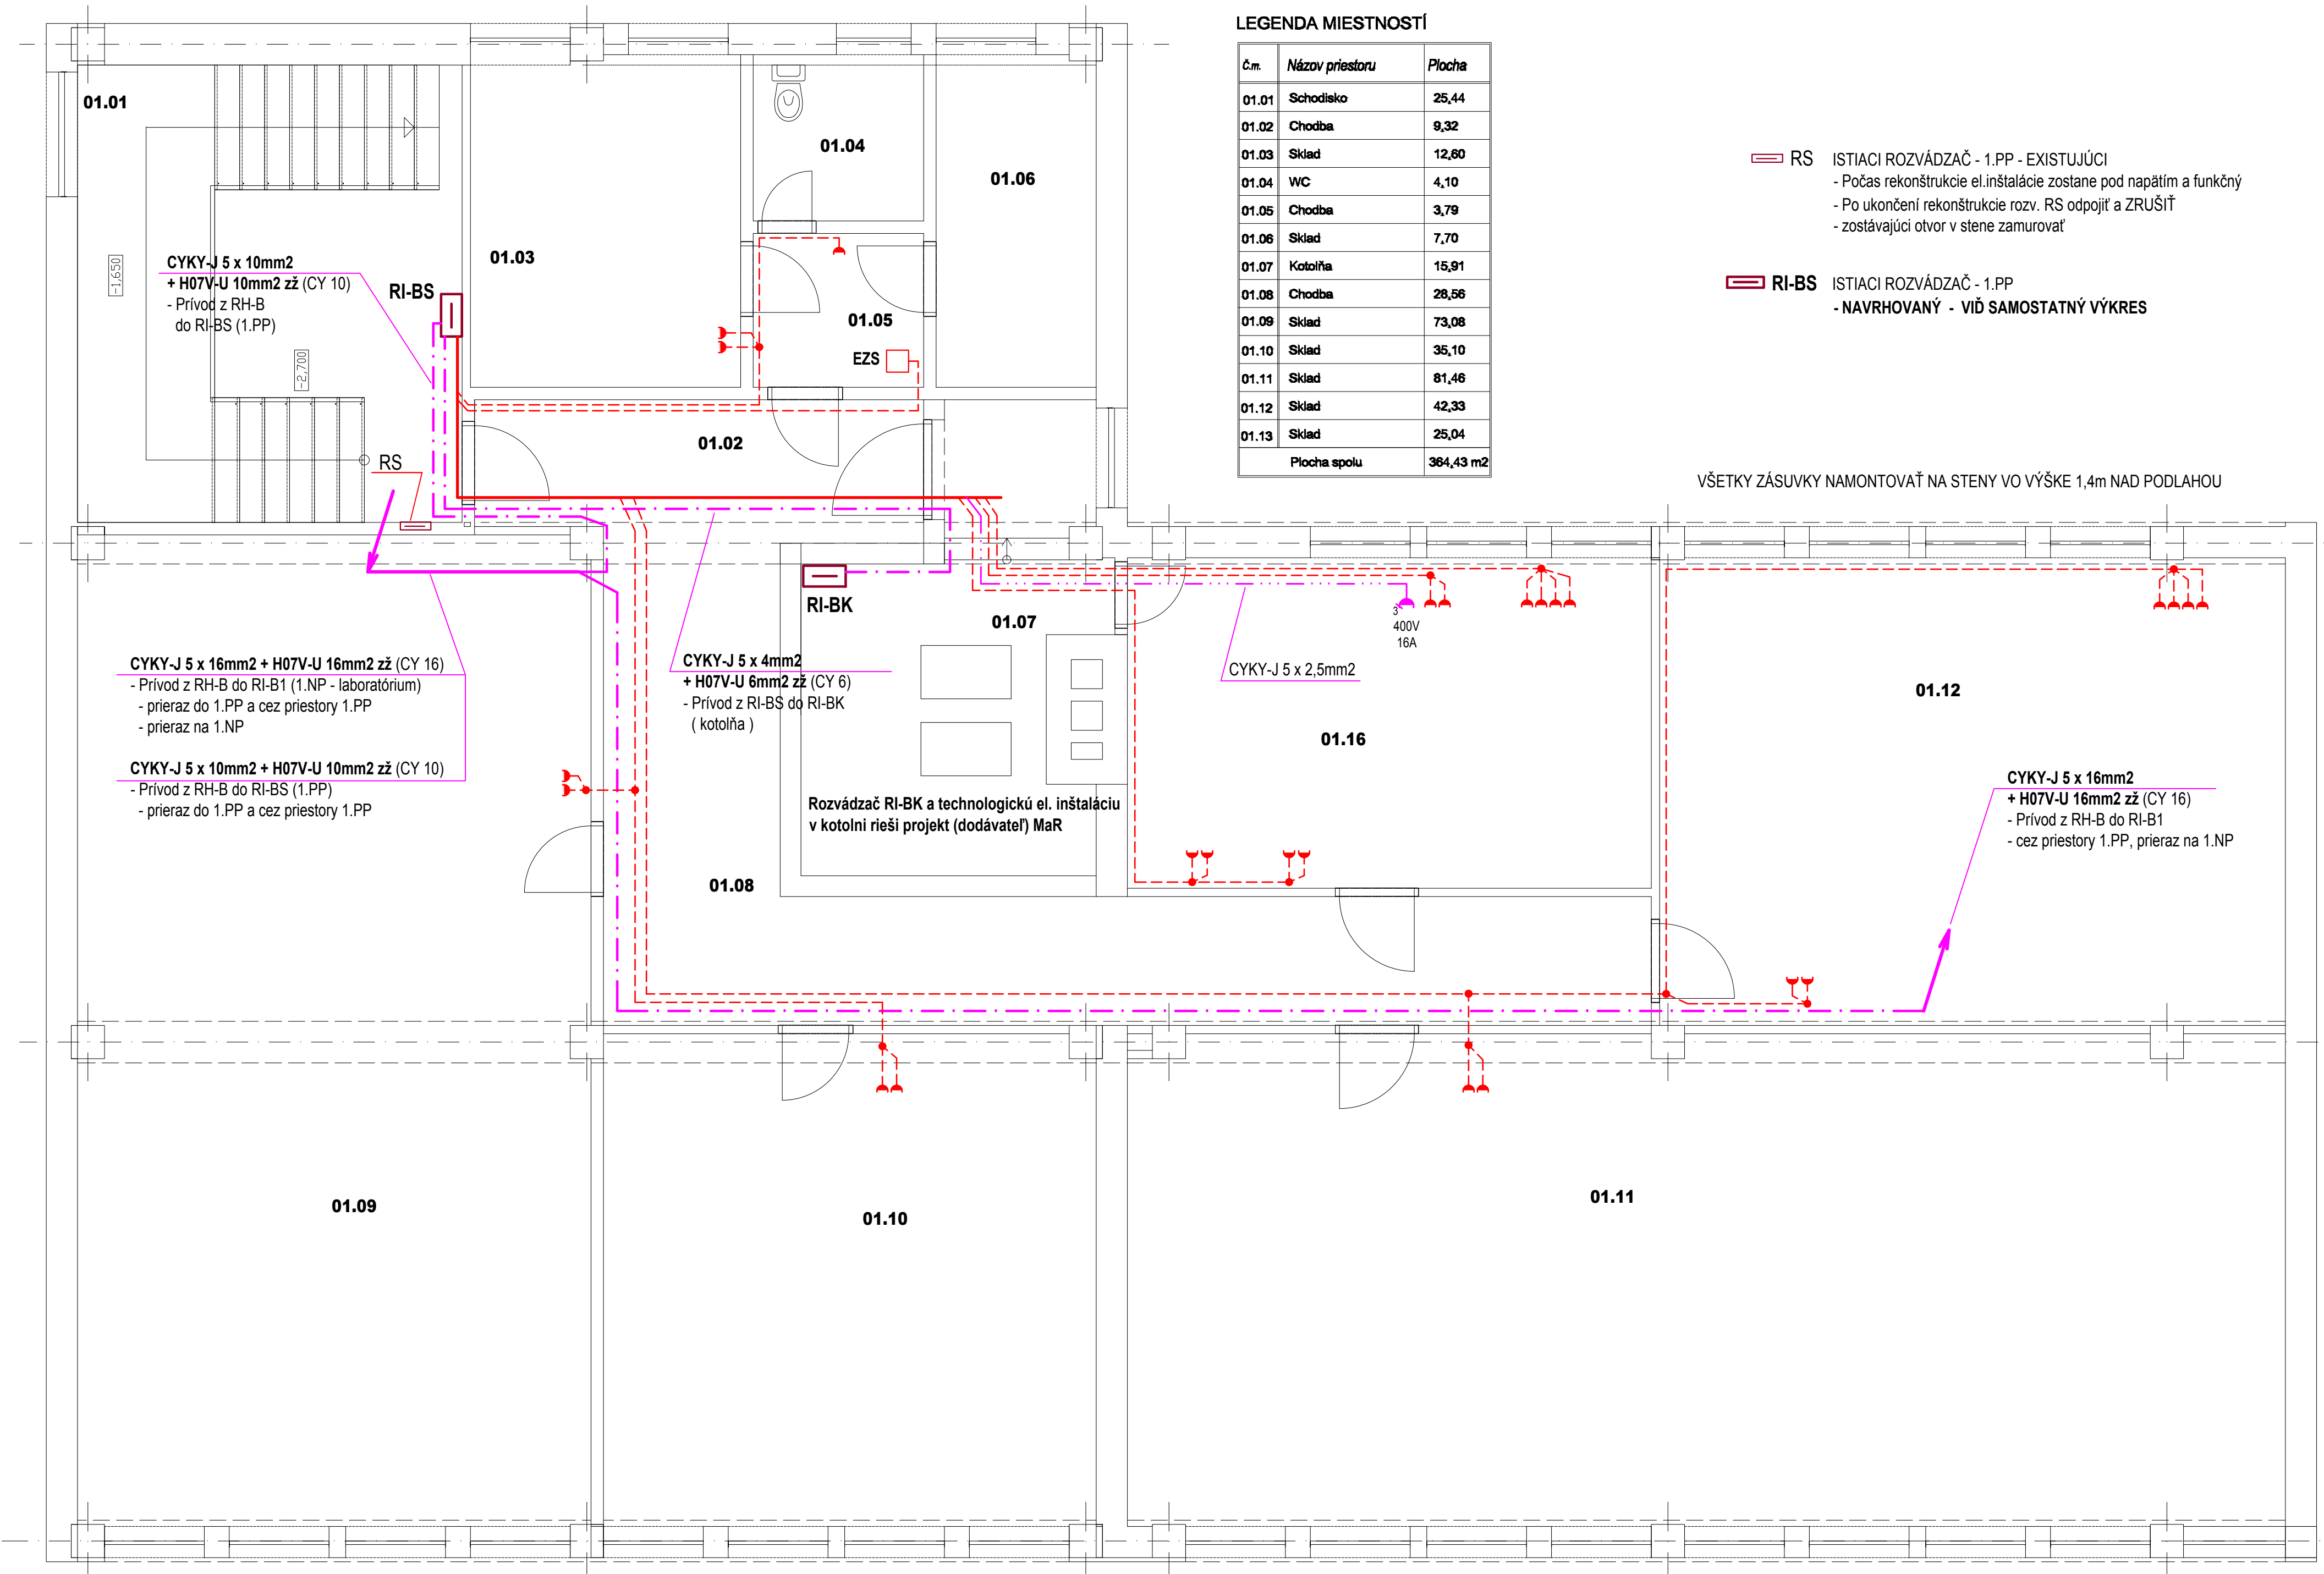 LEGENDA MIESTNOSTÍ
Č.m. Názov priestoru Plocha
01.01 Schodisko 25,44
01.02 Chodba 9,32
01.03 Sklad 12,60
01.04 WC 4,10
01.05 Chodba 3,79
01.06 Sklad 7,70
01.07 Kotolňa 15,91
01.08 Chodba 28,56
01.09 Sklad 73,08
01.10 Sklad 35,10
01.11 Sklad 81,46
01.12 Sklad 42,33
01.13 Sklad 25,04
Plocha spolu 364,43 m2
RS ISTIACI ROZVÁDZAČ - 1.PP - EXISTUJÚCI
- Počas rekonštrukcie el.inštalácie zostane pod napätím a funkčný
- Po ukončení rekonštrukcie rozv. RS odpojiť a ZRUŠIŤ
- zostávajúci otvor v stene zamurovať
RI-BS ISTIACI ROZVÁDZAČ - 1.PP
- NAVRHOVANÝ - VIĎ SAMOSTATNÝ VÝKRES
VŠETKY ZÁSUVKY NAMONTOVAŤ NA STENY VO VÝŠKE 1,4m NAD PODLAHOU
01.01
01.04
01.06
01.03
-1,650
CYKY-J 5 x 10mm2
+ H07V-U 10mm2 zž (CY 10)
- Prívod z RH-B
do RI-BS (1.PP)
RI-BS
01.05
EZS
-2,700
01.02
RS
RI-BK
01.07
3
400V
16A
CYKY-J 5 x 16mm2 + H07V-U 16mm2 zž (CY 16)
- Prívod z RH-B do RI-B1 (1.NP - laboratórium)
- prieraz do 1.PP a cez priestory 1.PP
- prieraz na 1.NP
CYKY-J 5 x 10mm2 + H07V-U 10mm2 zž (CY 10)
- Prívod z RH-B do RI-BS (1.PP)
- prieraz do 1.PP a cez priestory 1.PP
CYKY-J 5 x 4mm2
+ H07V-U 6mm2 zž (CY 6)
- Prívod z RI-BS do RI-BK
( kotolňa )
CYKY-J 5 x 2,5mm2
01.12
01.16
Rozvádzač RI-BK a technologickú el. inštaláciu
v kotolni rieši projekt (dodávateľ) MaR
CYKY-J 5 x 16mm2
+ H07V-U 16mm2 zž (CY 16)
- Prívod z RH-B do RI-B1
- cez priestory 1.PP, prieraz na 1.NP
01.08
01.09
01.10
01.11